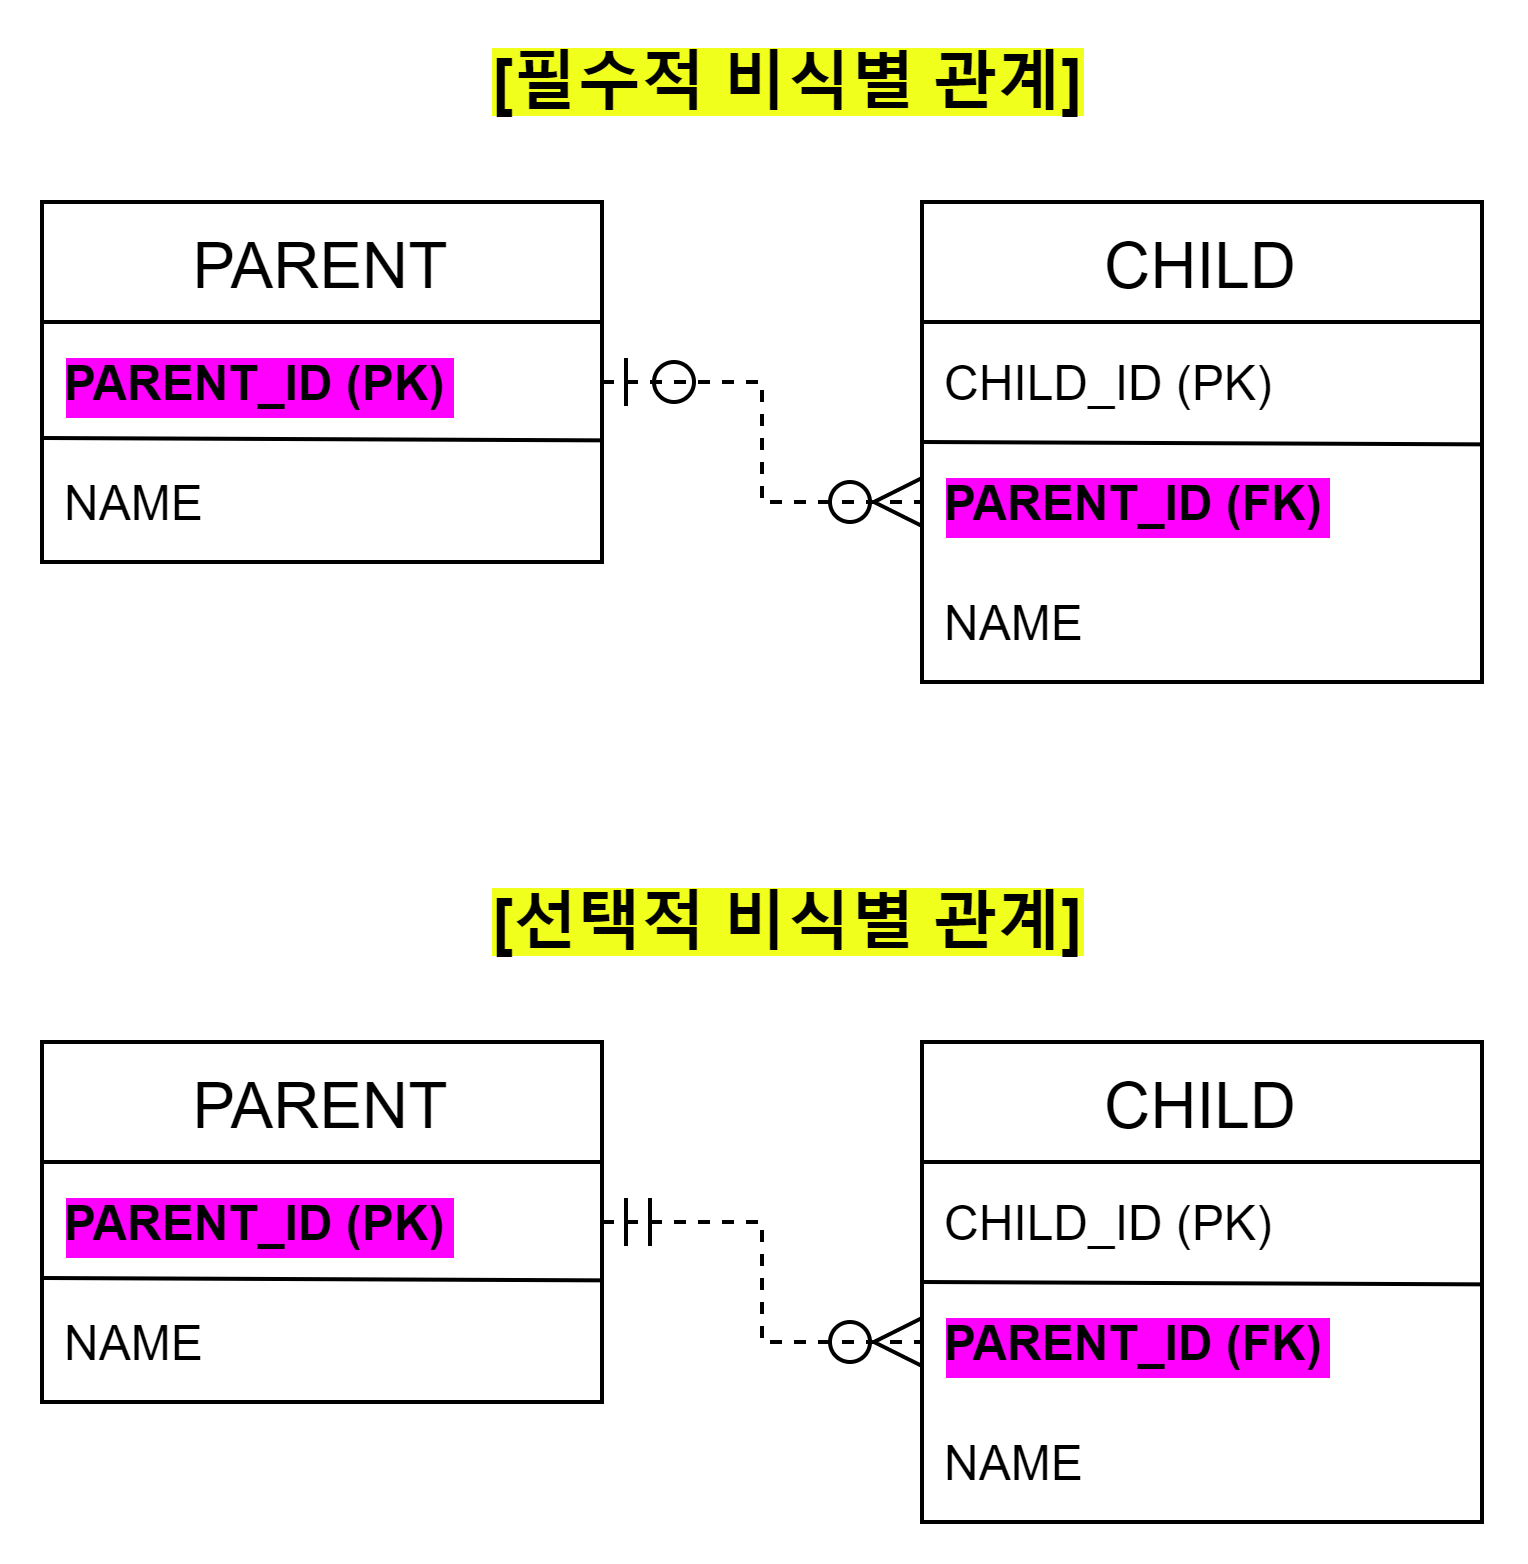 [필수적 비식별 관계]
PARENT
PARENT_ID (PK)
NAME
CHILD
CHILD_ID (PK)
PARENT_ID (FK)
NAME
[선택적 비식별 관계]
PARENT
PARENT_ID (PK)
NAME
CHILD
CHILD_ID (PK)
PARENT_ID (FK)
NAME